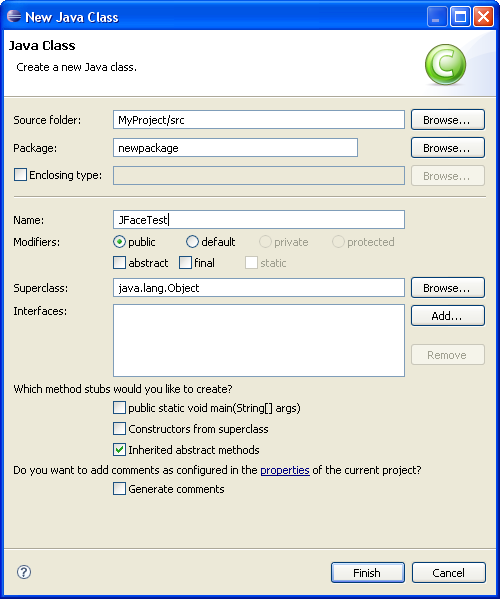 New Java Class
Java Class
Create a new Java class.
Source folder: MyProject/src Browse...
Package: newpackage Browse...
Enclosing type: Browse...
Name: JFaceTest
Modifiers: public default private protected
abstract final static
Superclass: java.lang.Object Browse...
Interfaces: Add...
Remove
Which method stubs would you like to create?
public static void main(String[] args)
Constructors from superclass
Inherited abstract methods
Do you want to add comments as configured in the properties of the current project?
Generate comments
? Finish Cancel